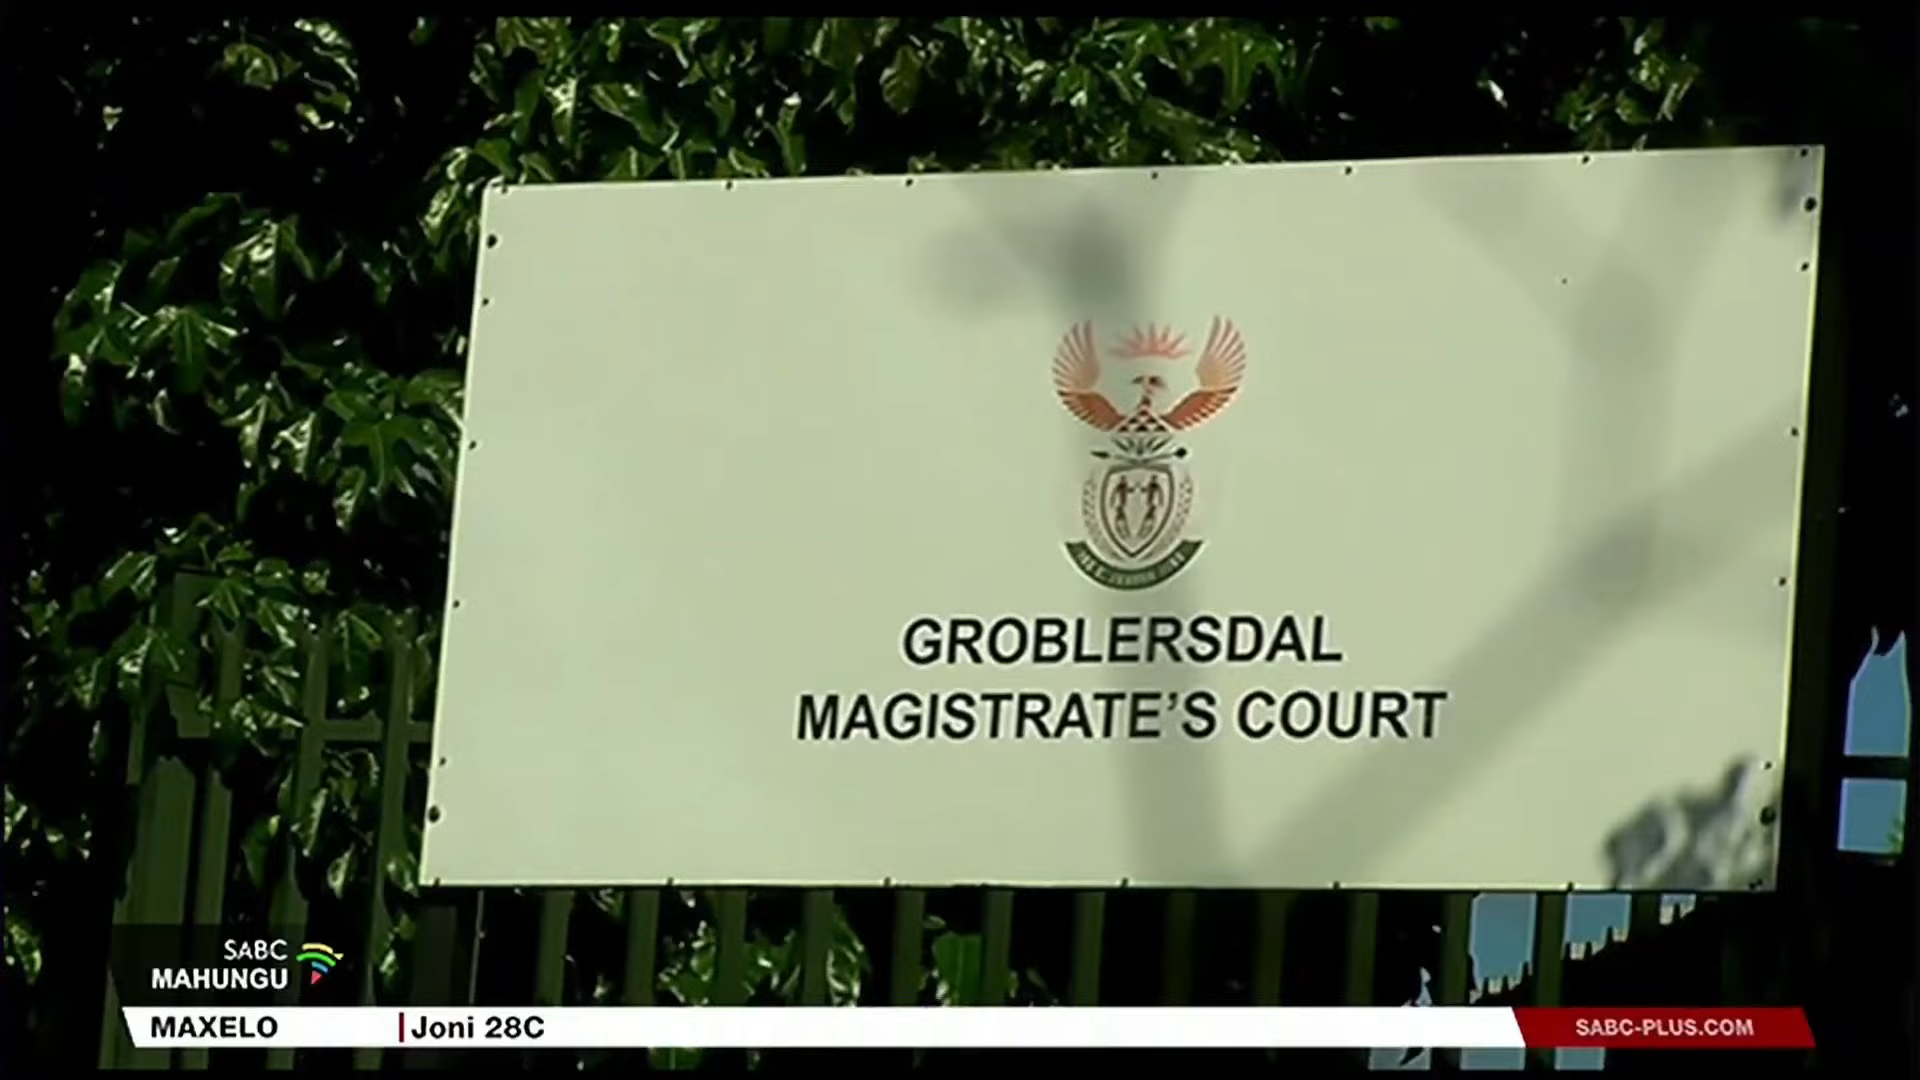 GROBLERSDAL
MAGISTRATE'S COURT
SABC
MAHUNGU
MAXELO
Joni 28C
SABC-PLUS.COM